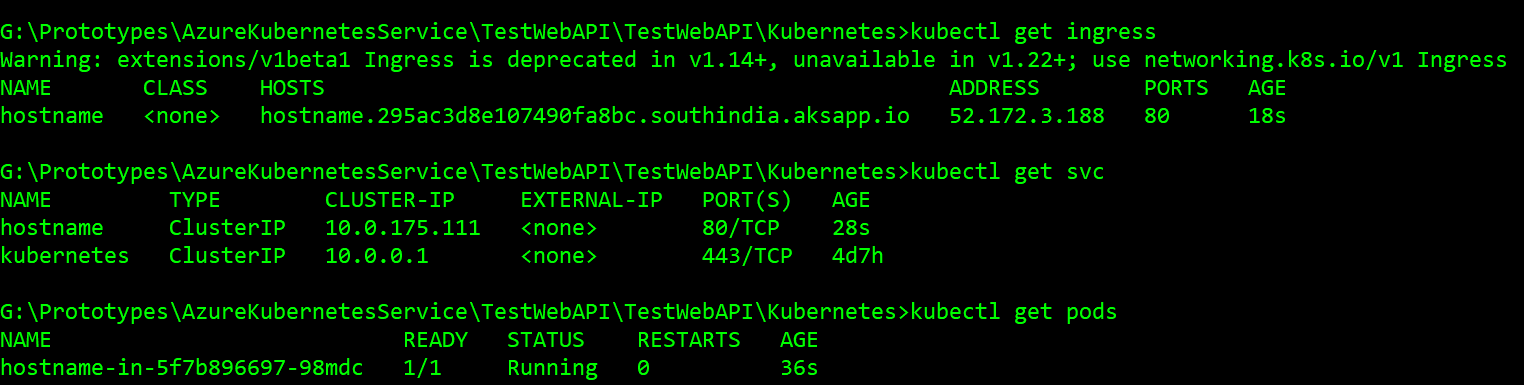 G:\Prototypes\AzureKubernetesService\TestWebAPI\TestWebAPI\Kubernetes>kubectl get ingress
Warning: extensions/v1beta1 Ingress is deprecated in v1.14+, unavailable in v1.22+; use networking.k8s.io/v1 Ingress
NAME       CLASS    HOSTS                                                ADDRESS        PORTS   AGE
hostname   <none>   hostname.295ac3d8e107490fa8bc.southindia.aksapp.io   52.172.3.188   80      18s
G:\Prototypes\AzureKubernetesService\TestWebAPI\TestWebAPI\Kubernetes>kubectl get svc
NAME         TYPE        CLUSTER-IP     EXTERNAL-IP   PORT(S)   AGE
hostname     ClusterIP   10.0.175.111   <none>        80/TCP    28s
kubernetes   ClusterIP   10.0.0.1       <none>        443/TCP   4d7h
G:\Prototypes\AzureKubernetesService\TestWebAPI\TestWebAPI\Kubernetes>kubectl get pods
NAME                           READY   STATUS    RESTARTS   AGE
hostname-in-5f7b896697-98mdc   1/1     Running   0          36s